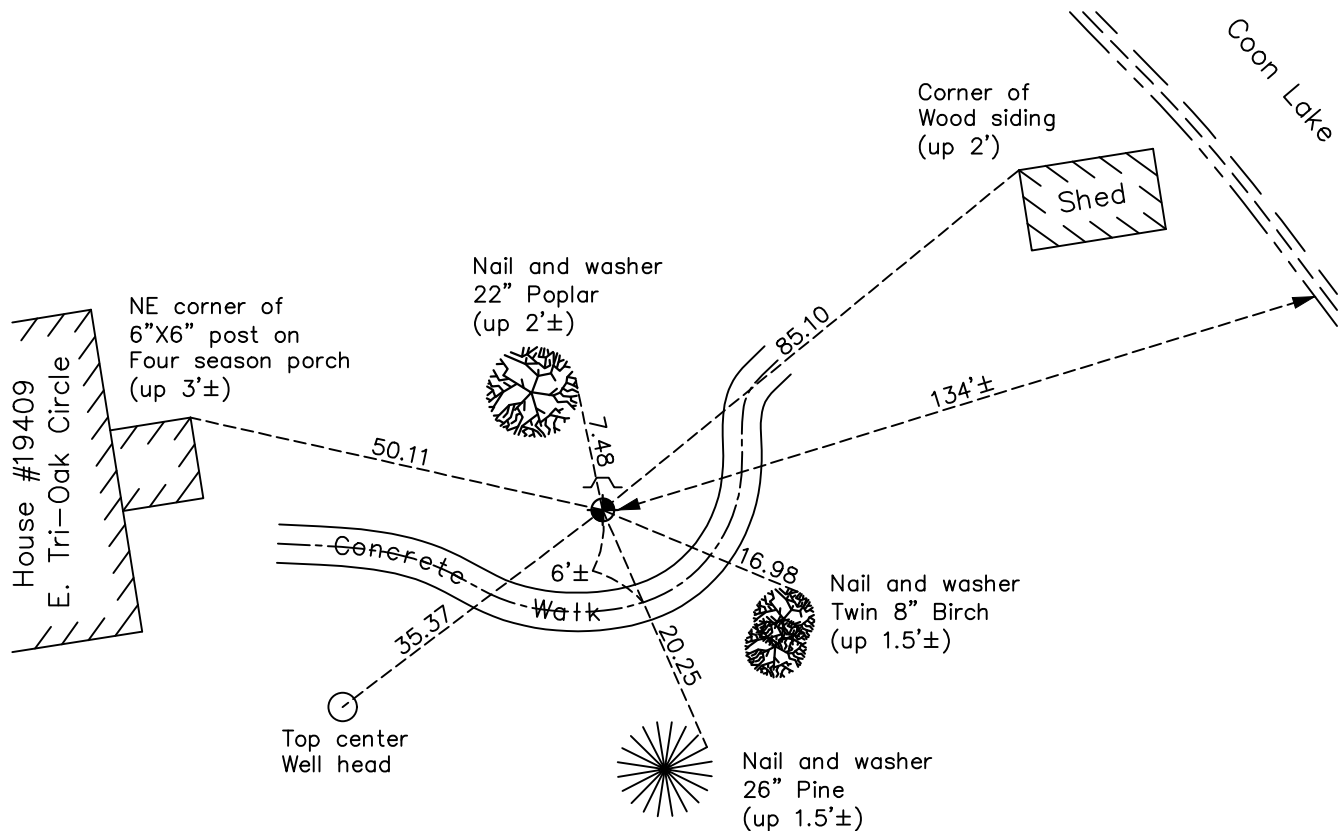 Coon Lake
Corner of
Wood siding
(up 2')
Shed
Nail and washer
22" Poplar
(up 2'±)
NE corner of
6"X6" post on
Four season porch
(up 3'±)
House #19409
E. Tri-Oak Circle
85.10
134'±
7.48
50.11
Concrete
Walk
6'±
16.98
35.37
20.25
Nail and washer
Twin 8" Birch
(up 1.5'±)
Top center
Well head
Nail and washer
26" Pine
(up 1.5'±)